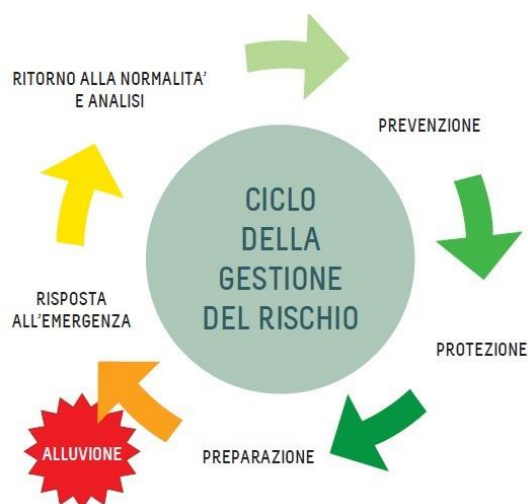 RITORNO ALLA NORMALITA'
E ANALISI
PREVENZIONE
CICLO
DELLA
GESTIONE
DEL RISCHIO
RISPOSTA
ALL'EMERGENZA
PROTEZIONE
ALLUVIONE
PREPARAZIONE